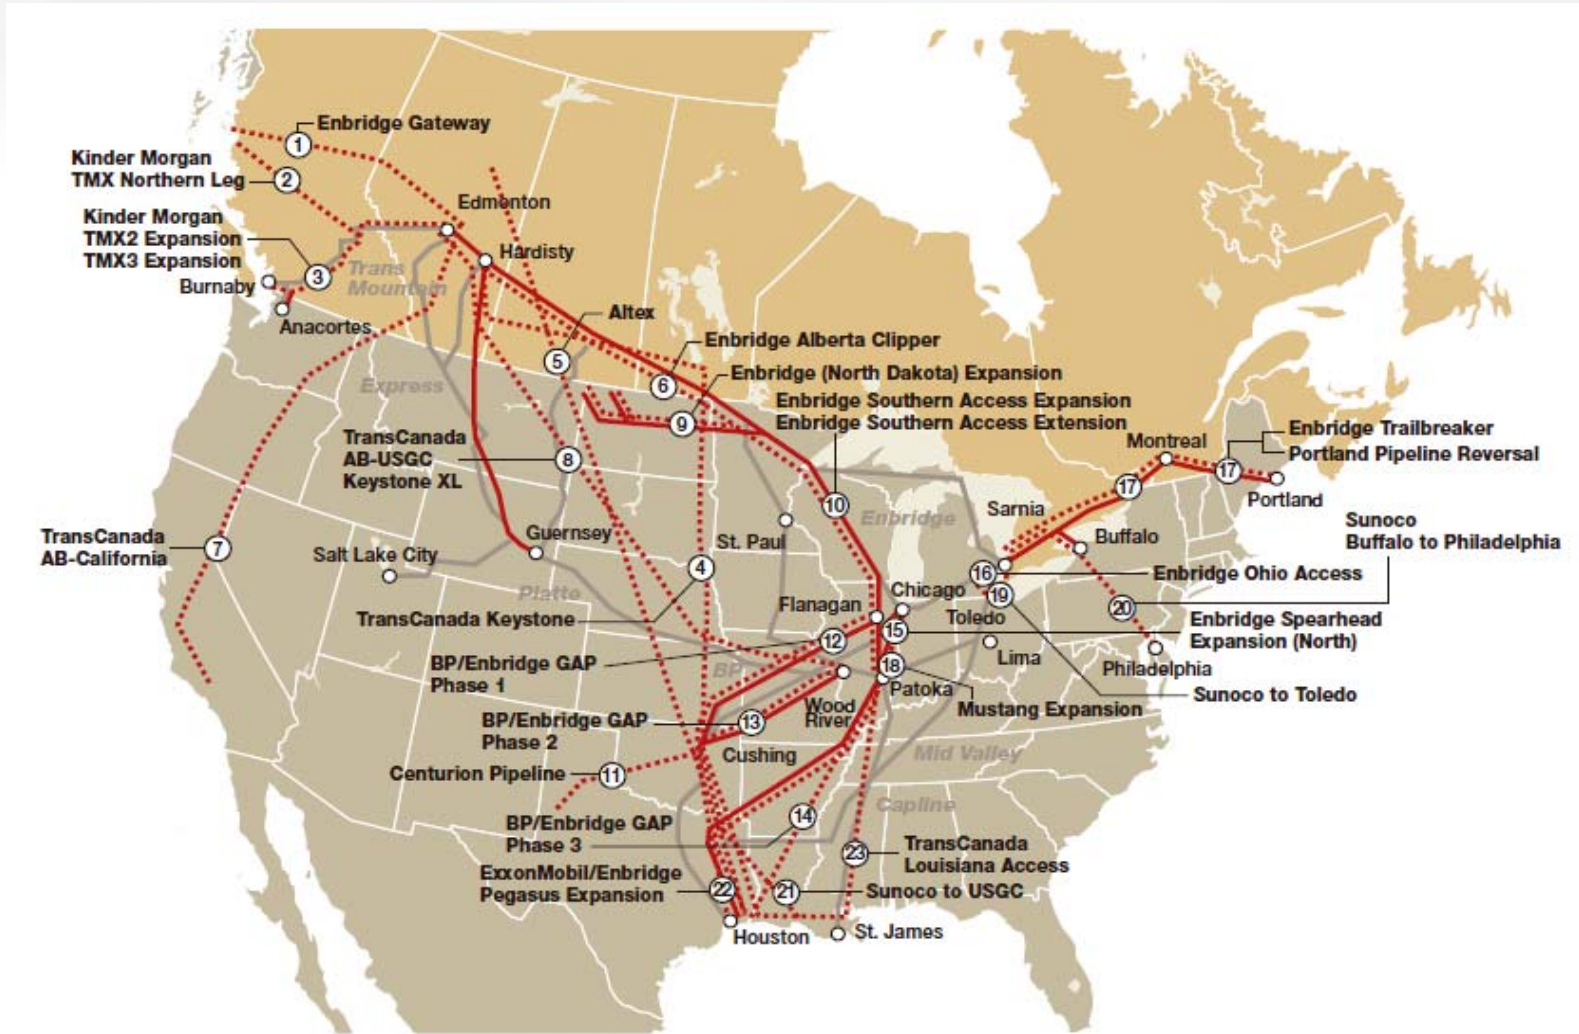 Enbridge Gateway
1
Kinder Morgan
TMX Northern Leg
2
Edmonton
Kinder Morgan
TMX2 Expansion
TMX3 Expansion
3
Hardisty
Trans
Mountain
Burnaby
Anacortes
Altex
5
Enbridge Alberta Clipper
6
Enbridge (North Dakota) Expansion
9
Express
Enbridge Southern Access Expansion
Enbridge Southern Access Extension
10
Montreal
Enbridge Trailbreaker
Portland Pipeline Reversal
17
17
Portland
TransCanada
AB-USGC
Keystone XL
8
Enbridge
Sarnia
Sunoco
Buffalo to Philadelphia
TransCanada
AB-California
7
Salt Lake City
Guernsey
St. Paul
4
Buffalo
16
Enbridge Ohio Access
Platte
Chicago
19
20
TransCanada Keystone
Flanagan
Toledo
15
Enbridge Spearhead
Expansion (North)
12
BP/Enbridge GAP
Phase 1
BP
18
Lima
Philadelphia
Patoka
Sunoco to Toledo
Wood
River
Mustang Expansion
BP/Enbridge GAP
Phase 2
13
Cushing
Mid Valley
Centurion Pipeline
11
Capline
BP/Enbridge GAP
Phase 3
14
TransCanada
Louisiana Access
23
ExxonMobil/Enbridge
Pegasus Expansion
22
21
Sunoco to USGC
Houston
St. James